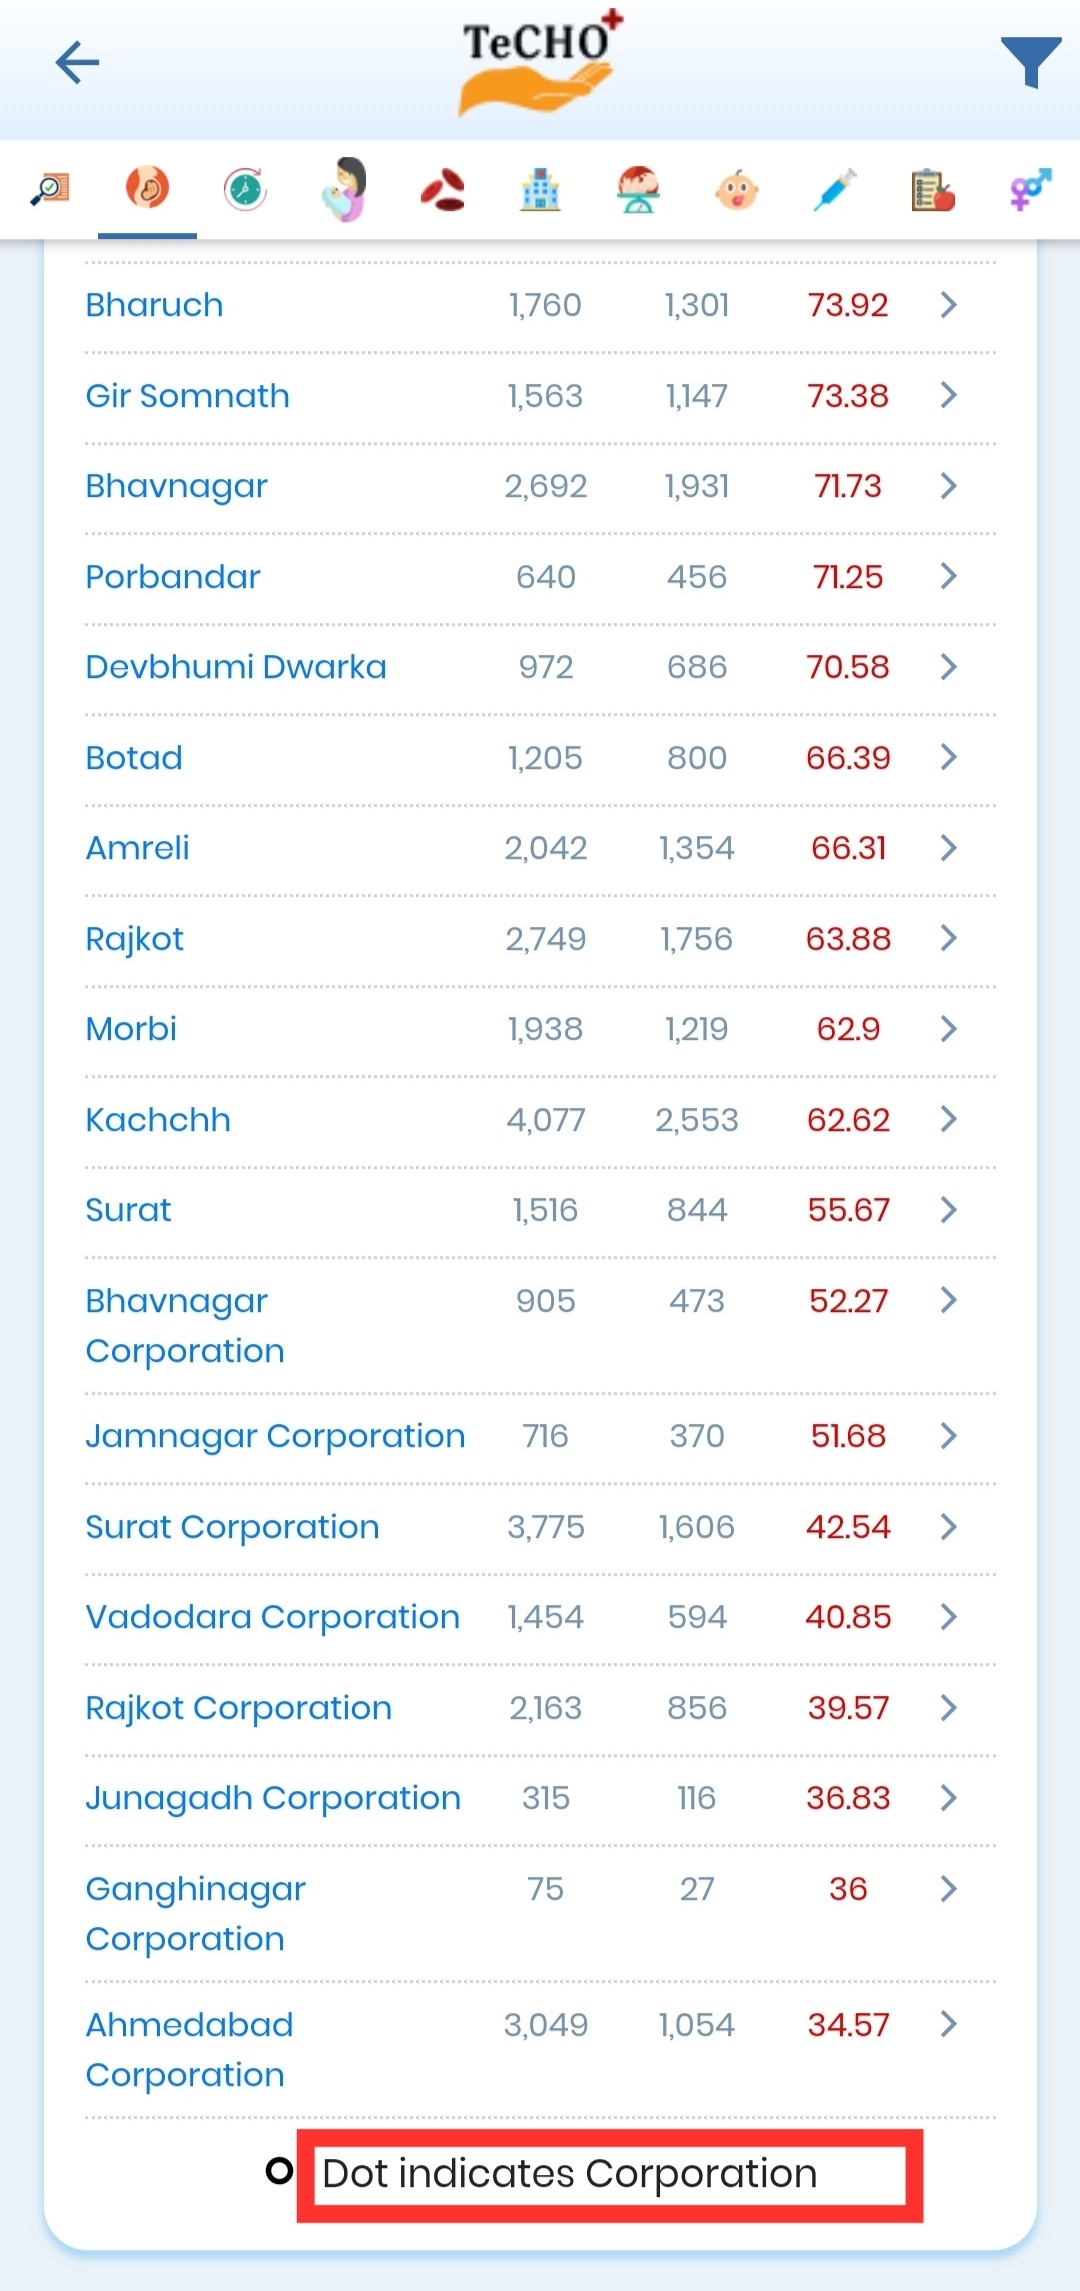 TeCHO+
Bharuch 1,760 1,301 73.92
Gir Somnath 1,563 1,147 73.38
Bhavnagar 2,692 1,931 71.73
Porbandar 640 456 71.25
Devbhumi Dwarka 972 686 70.58
Botad 1,205 800 66.39
Amreli 2,042 1,354 66.31
Rajkot 2,749 1,756 63.88
Morbi 1,938 1,219 62.9
Kachchh 4,077 2,553 62.62
Surat 1,516 844 55.67
Bhavnagar 905 473 52.27
Corporation
Jamnagar Corporation 716 370 51.68
Surat Corporation 3,775 1,606 42.54
Vadodara Corporation 1,454 594 40.85
Rajkot Corporation 2,163 856 39.57
Junagadh Corporation 315 116 36.83
Ganghinagar 75 27 36
Corporation
Ahmedabad 3,049 1,054 34.57
Corporation
Dot indicates Corporation